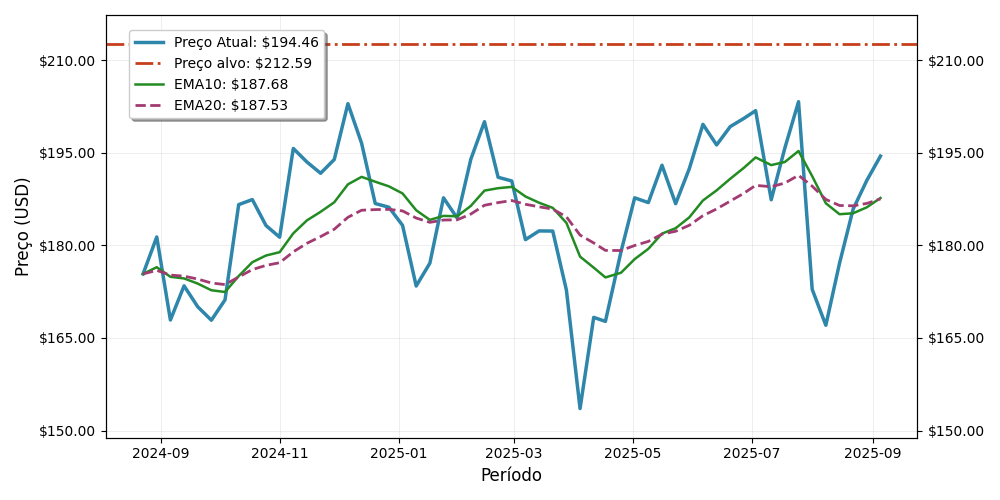 Preço Atual: $194.46
Preço alvo: $212.59
EMA10: $187.68
EMA20: $187.53
Preço (USD)
$210.00
$195.00
$180.00
$165.00
$150.00
$210.00
$195.00
$180.00
$165.00
$150.00
2024-09
2024-11
2025-01
2025-03
2025-05
2025-07
2025-09
Período